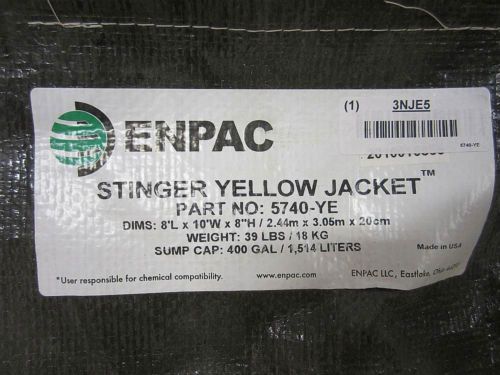 ENPAC
(1) 3NJE5
5740-YE
STINGER YELLOW JACKET™
PART NO: 5740-YE
DIMS: 8'L x 10'W x 8"H / 2.44m x 3.05m x 20cm
WEIGHT: 39 LBS / 18 KG
SUMP CAP: 400 GAL / 1,514 LITERS
Made in USA
*User responsible for chemical compatibility.
www.enpac.com
ENPAC LLC, Eastlake,